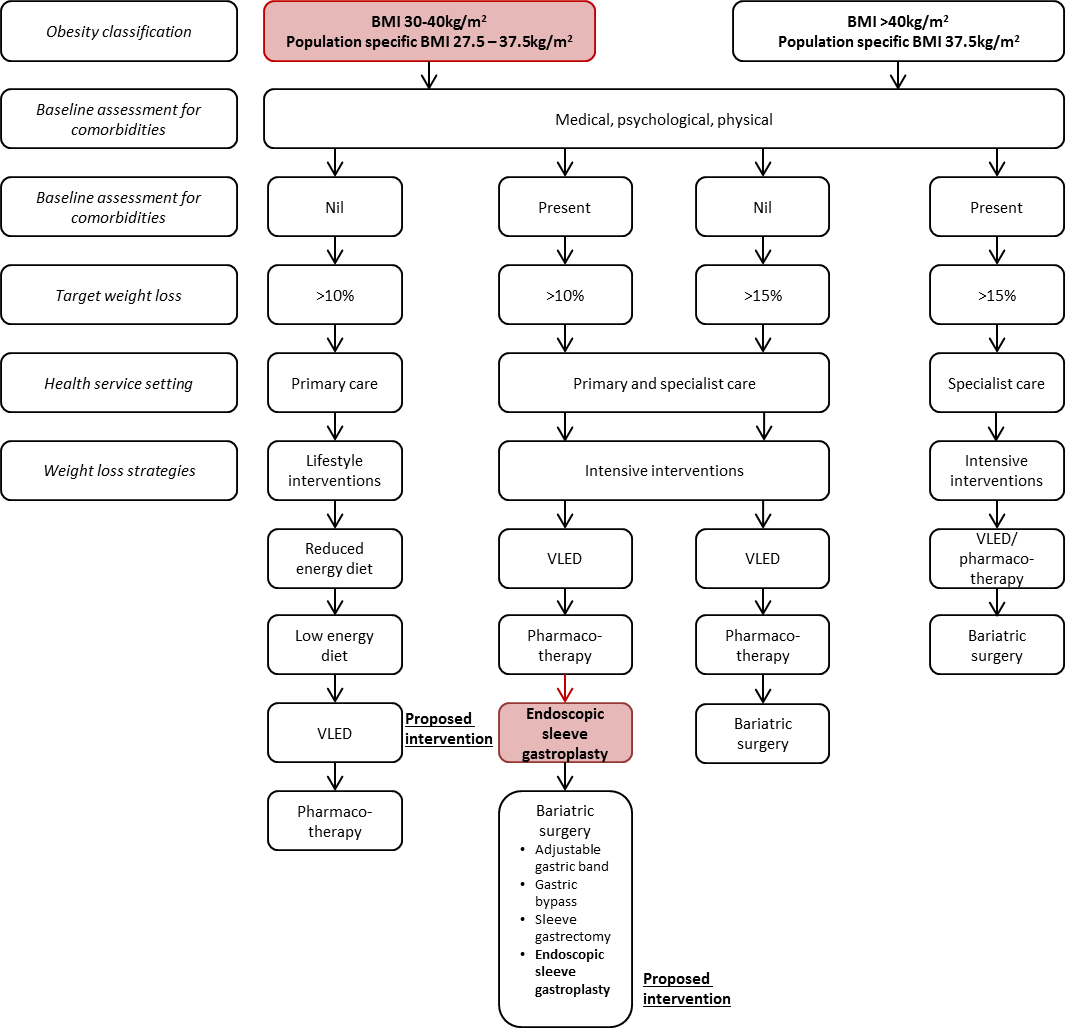 Obesity classification
BMI 30-40kg/m²
Population specific BMI 27.5 – 37.5kg/m²
BMI >40kg/m²
Population specific BMI 37.5kg/m²
Baseline assessment for
comorbidities
Medical, psychological, physical
Baseline assessment for
comorbidities
Nil
Present
Nil
Present
Target weight loss
>10%
>10%
>15%
>15%
Health service setting
Primary care
Primary and specialist care
Specialist care
Weight loss strategies
Lifestyle
interventions
Intensive interventions
Intensive
interventions
Reduced
energy diet
VLED
VLED
VLED/
pharmaco-
therapy
Low energy
diet
Pharmaco-
therapy
Pharmaco-
therapy
Bariatric
surgery
VLED
Proposed
intervention
Endoscopic
sleeve
gastroplasty
Bariatric
surgery
Pharmaco-
therapy
Bariatric
surgery
• Adjustable
gastric band
• Gastric
bypass
• Sleeve
gastrectomy
• Endoscopic
sleeve
gastroplasty
Proposed
intervention